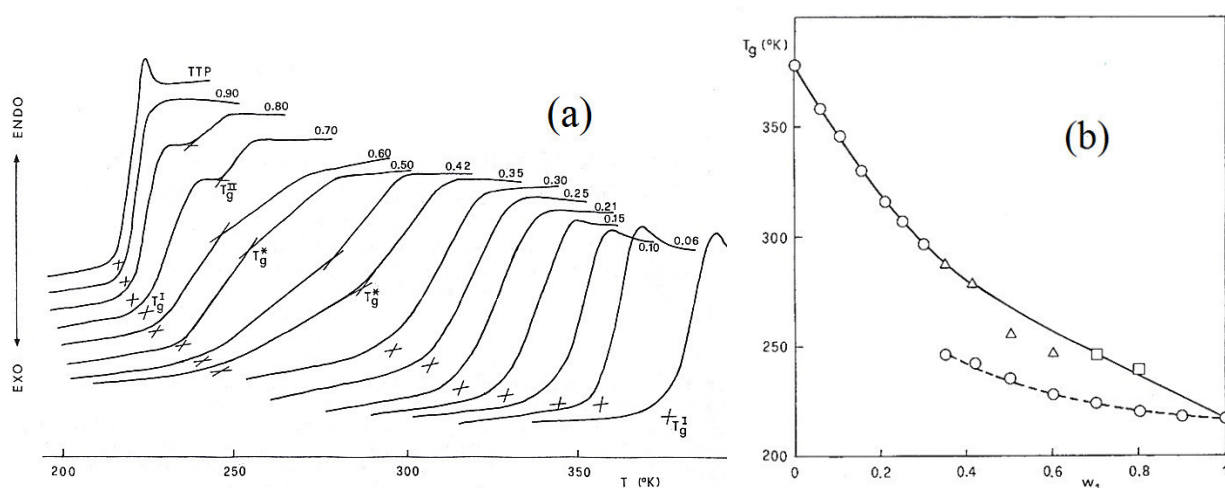 (a)
ENDO
EXO
TTP
0.90
0.80
0.70
0.60
0.50
0.42
0.35
0.30
0.25
0.21
0.15
0.10
0.06
T_g^II
T_g^*
T_g^*
T_g^I
T_g^I
200
250
300
350
T (°K)
(b)
T_g (°K)
350
300
250
200
0
0.2
0.4
0.6
0.8
1
w_1